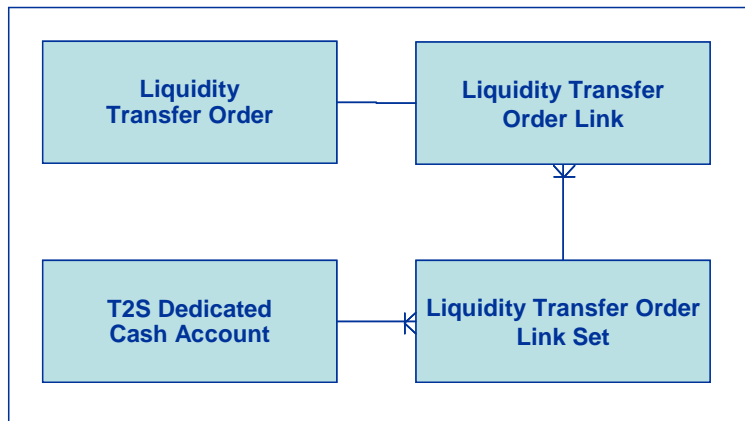 Liquidity
Transfer Order
Liquidity Transfer
Order Link
T2S Dedicated
Cash Account
Liquidity Transfer Order
Link Set